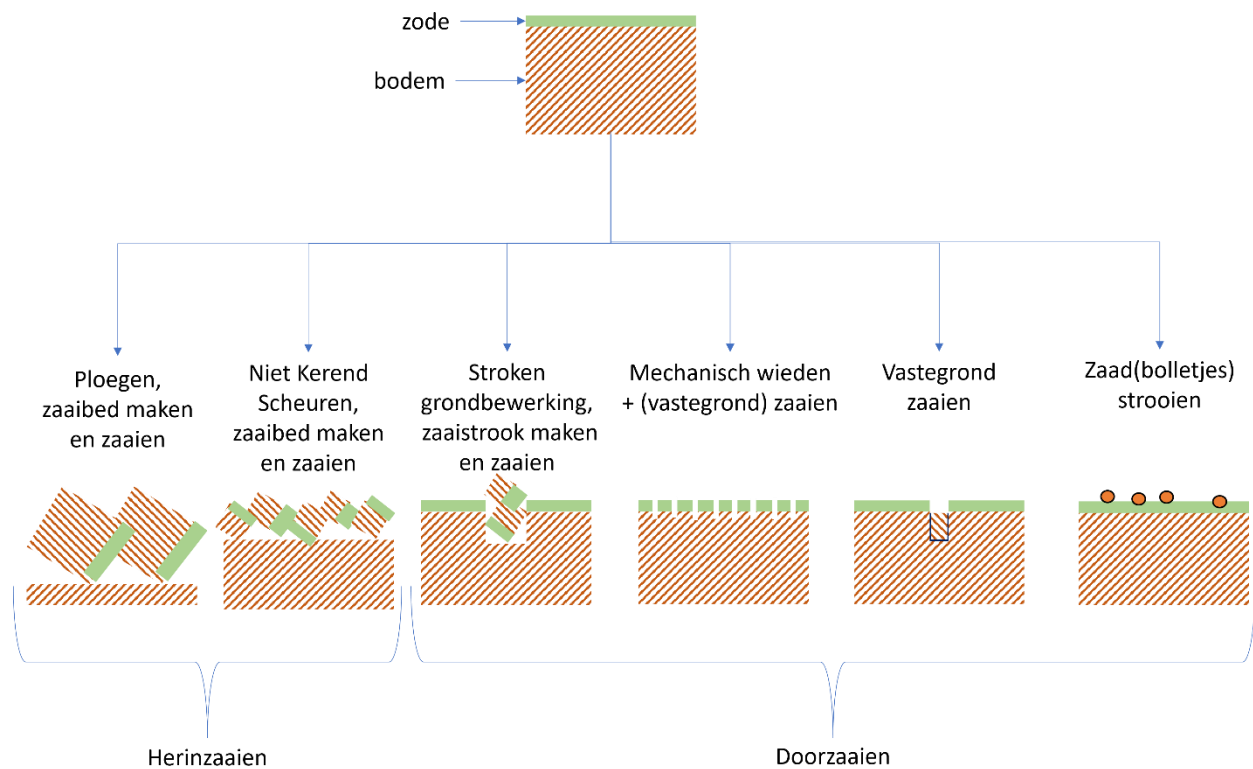 zode
bodem
Ploegen,
zaaibed maken
en zaaien
Niet Kerend
Scheuren,
zaaibed maken
en zaaien
Stroken
grondbewerking,
zaaistrook maken
en zaaien
Mechanisch wieden
+ (vastegrond) zaaien
Vastegrond
zaaien
Zaad(bolletjes)
strooien
Herinzaaien
Doorzaaien